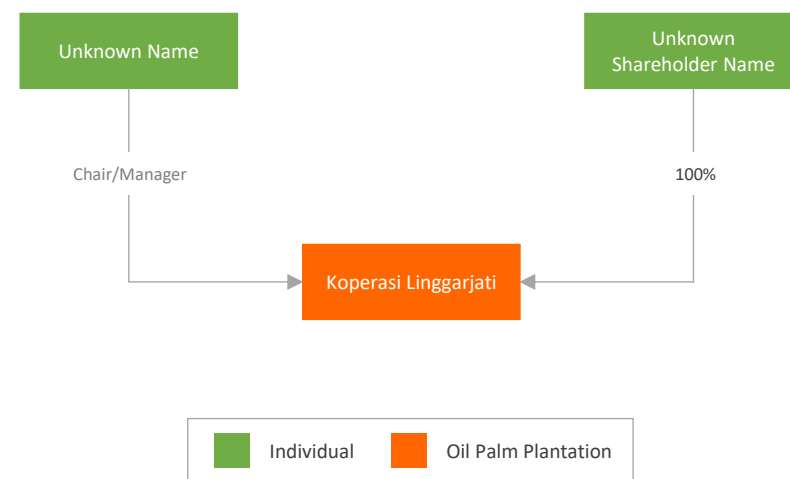 Unknown Name
Unknown
Shareholder Name
Chair/Manager
100%
Koperasi Linggarjati
Individual
Oil Palm Plantation